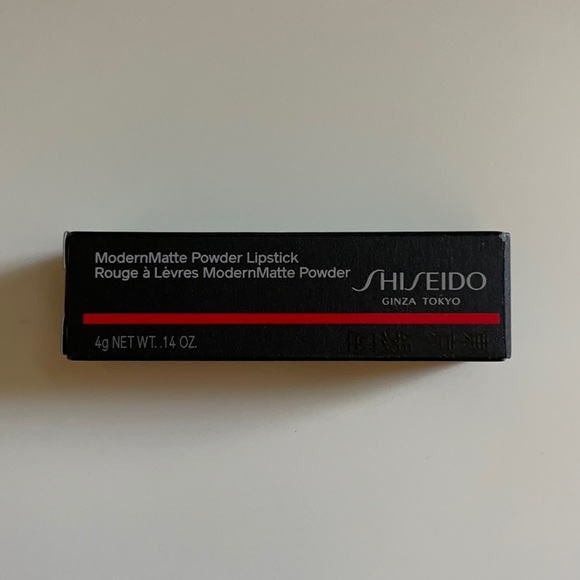 ModernMatte Powder Lipstick
Rouge à Lèvres ModernMatte Powder
SHISEIDO
GINZA TOKYO
4g NET WT. .14 OZ.